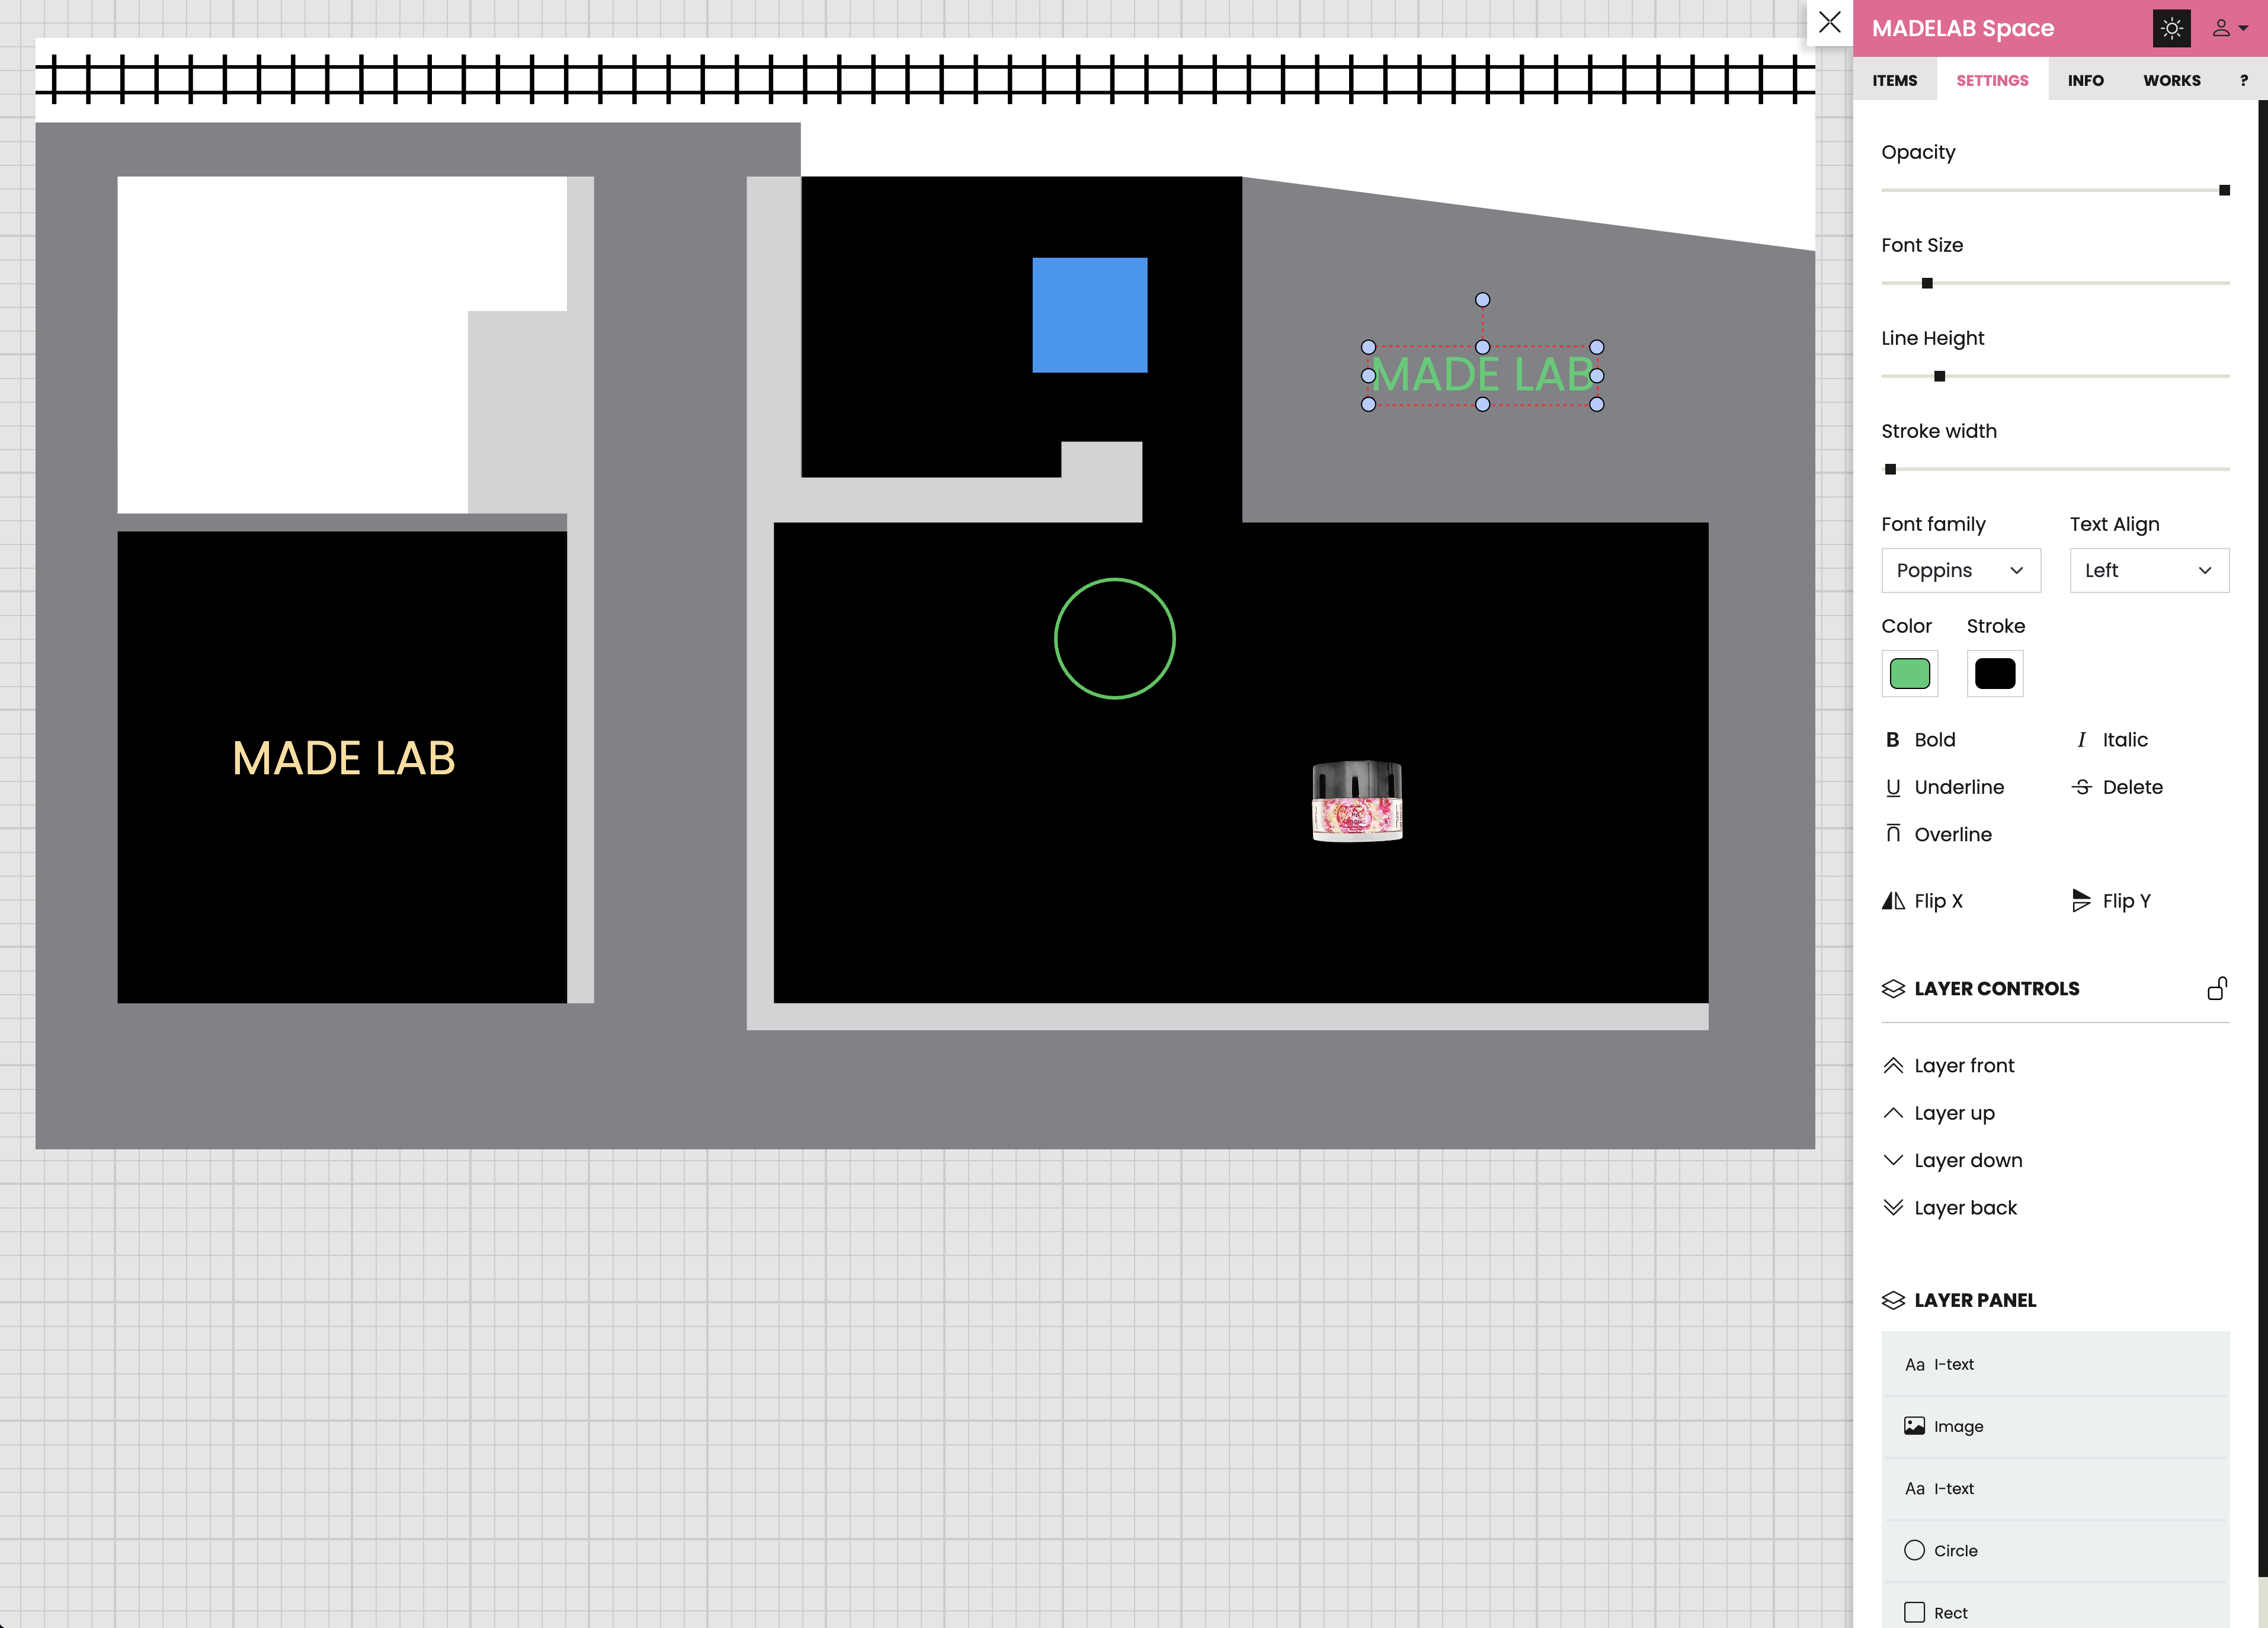 MADELAB Space
ITEMS SETTINGS INFO WORKS ?
Opacity
Font Size
Line Height
Stroke width
Font family Text Align
Poppins Left
Color Stroke
B Bold I Italic
U Underline S Delete
n Overline
Flip X Flip Y
LAYER CONTROLS
Layer front
Layer up
Layer down
Layer back
LAYER PANEL
Aa I-text
Image
Aa I-text
Circle
Rect
MADE LAB
MADE LAB